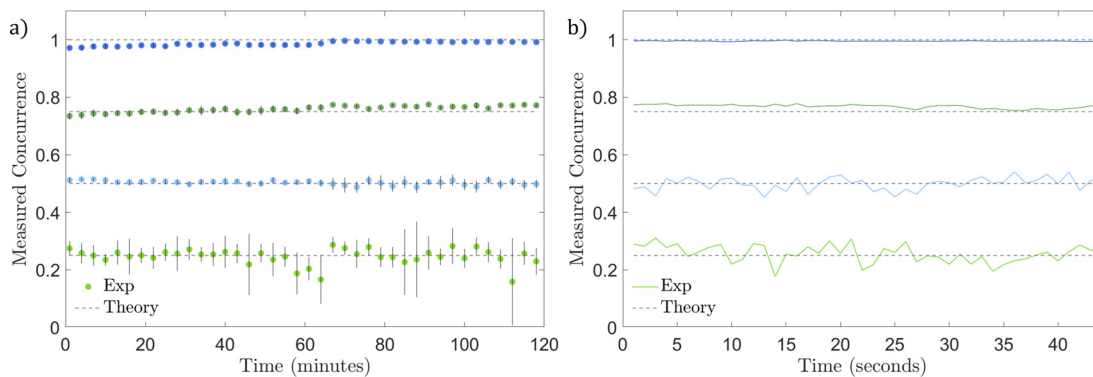 a)
Measured Concurrence
1
0.8
0.6
0.4
0.2
0
Exp
Theory
0 20 40 60 80 100 120
Time (minutes)
b)
Measured Concurrence
1
0.8
0.6
0.4
0.2
0
Exp
Theory
0 5 10 15 20 25 30 35 40
Time (seconds)